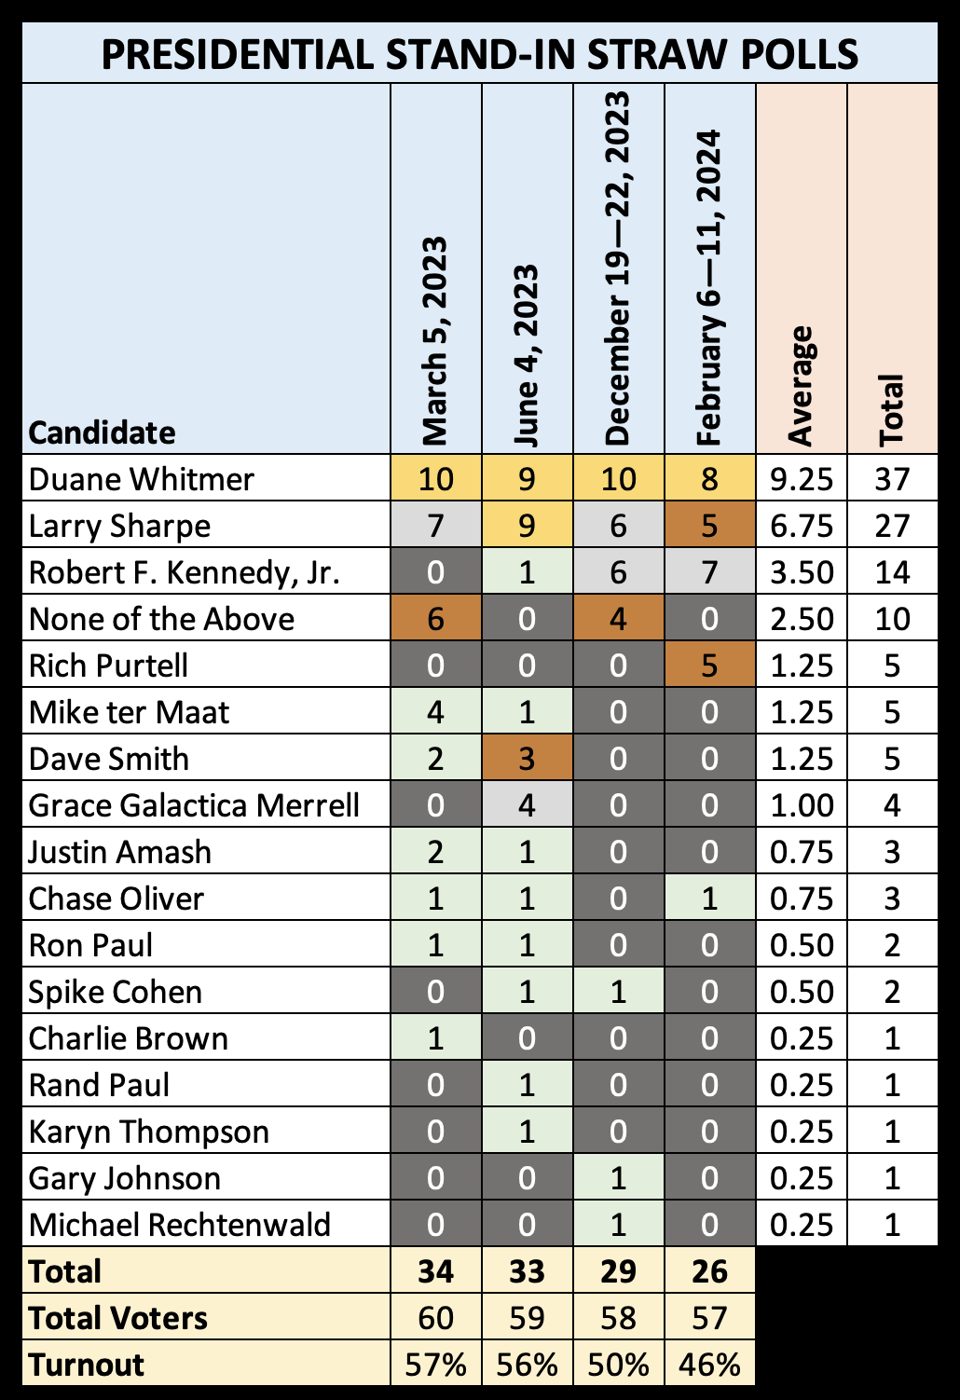 PRESIDENTIAL STAND-IN STRAW POLLS
Candidate March 5, 2023 June 4, 2023 December 19—22, 2023 February 6—11, 2024 Average Total
Duane Whitmer 10 9 10 8 9.25 37
Larry Sharpe 7 9 6 5 6.75 27
Robert F. Kennedy, Jr. 0 1 6 7 3.50 14
None of the Above 6 0 4 0 2.50 10
Rich Purtell 0 0 0 5 1.25 5
Mike ter Maat 4 1 0 0 1.25 5
Dave Smith 2 3 0 0 1.25 5
Grace Galactica Merrell 0 4 0 0 1.00 4
Justin Amash 2 1 0 0 0.75 3
Chase Oliver 1 1 0 1 0.75 3
Ron Paul 1 1 0 0 0.50 2
Spike Cohen 0 1 1 0 0.50 2
Charlie Brown 1 0 0 0 0.25 1
Rand Paul 0 1 0 0 0.25 1
Karyn Thompson 0 1 0 0 0.25 1
Gary Johnson 0 0 1 0 0.25 1
Michael Rechtenwald 0 0 1 0 0.25 1
Total 34 33 29 26
Total Voters 60 59 58 57
Turnout 57% 56% 50% 46%